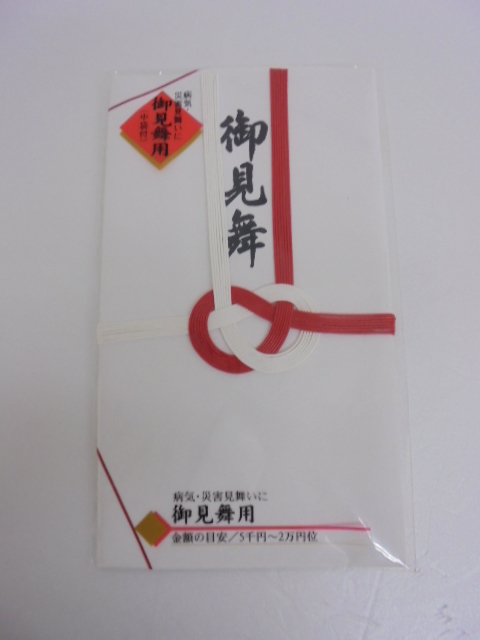 病気・
災害見舞いに
御見舞用
(中袋付)
御見舞
病気・災害見舞いに
御見舞用
金額の目安/5千円〜2万円位